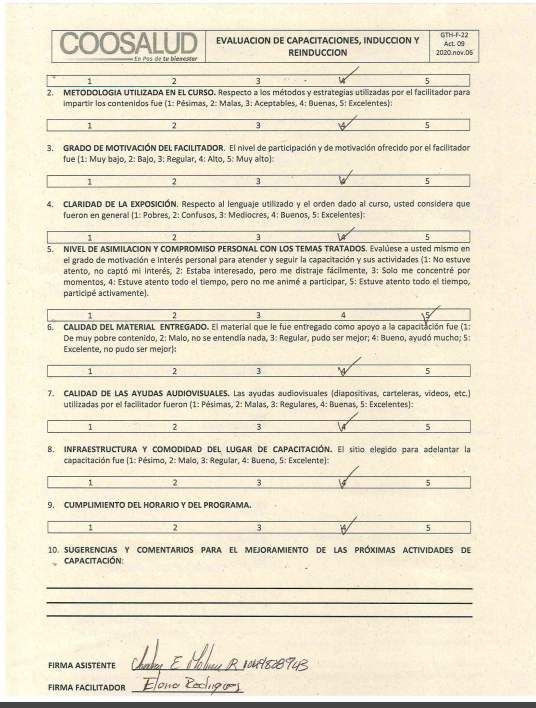 COOSALUD
En Pos de tu bienestar
EVALUACION DE CAPACITACIONES, INDUCCION Y
REINDUCCION
GTH-F-22
Act. 09
2020.nov.06
1 2 3 4 5
2. METODOLOGIA UTILIZADA EN EL CURSO. Respecto a los métodos y estrategias utilizadas por el facilitador para
impartir los contenidos fue (1: Pésimas, 2: Malas, 3: Aceptables, 4: Buenas, 5: Excelentes):
1 2 3 4 5
3. GRADO DE MOTIVACIÓN DEL FACILITADOR. El nivel de participación y de motivación ofrecido por el facilitador
fue (1: Muy bajo, 2: Bajo, 3: Regular, 4: Alto, 5: Muy alto):
1 2 3 4 5
4. CLARIDAD DE LA EXPOSICIÓN. Respecto al lenguaje utilizado y el orden dado al curso, usted considera que
fueron en general (1: Pobres, 2: Confusos, 3: Mediocres, 4: Buenos, 5: Excelentes):
1 2 3 4 5
5. NIVEL DE ASIMILACION Y COMPROMISO PERSONAL CON LOS TEMAS TRATADOS. Evalúese a usted mismo en
el grado de motivación e interés personal para atender y seguir la capacitación y sus actividades (1: No estuve
atento, no captó mi interés, 2: Estaba interesado, pero me distraje fácilmente, 3: Solo me concentré por
momentos, 4: Estuve atento todo el tiempo, pero no me animé a participar, 5: Estuve atento todo el tiempo,
participé activamente).
1 2 3 4 5
6. CALIDAD DEL MATERIAL ENTREGADO. El material que le fue entregado como apoyo a la capacitación fue (1:
De muy pobre contenido, 2: Malo, no se entendía nada, 3: Regular, pudo ser mejor; 4: Bueno, ayudó mucho; 5:
Excelente, no pudo ser mejor):
1 2 3 4 5
7. CALIDAD DE LAS AYUDAS AUDIOVISUALES. Las ayudas audiovisuales (diapositivas, carteleras, videos, etc.)
utilizadas por el facilitador fueron (1: Pésimas, 2: Malas, 3: Regulares, 4: Buenas, 5: Excelentes):
1 2 3 4 5
8. INFRAESTRUCTURA Y COMODIDAD DEL LUGAR DE CAPACITACIÓN. El sitio elegido para adelantar la
capacitación fue (1: Pésimo, 2: Malo, 3: Regular, 4: Bueno, 5: Excelente):
1 2 3 4 5
9. CUMPLIMIENTO DEL HORARIO Y DEL PROGRAMA.
1 2 3 4 5
10. SUGERENCIAS Y COMENTARIOS PARA EL MEJORAMIENTO DE LAS PRÓXIMAS ACTIVIDADES DE
CAPACITACIÓN:
FIRMA ASISTENTE E R
FIRMA FACILITADOR Elana